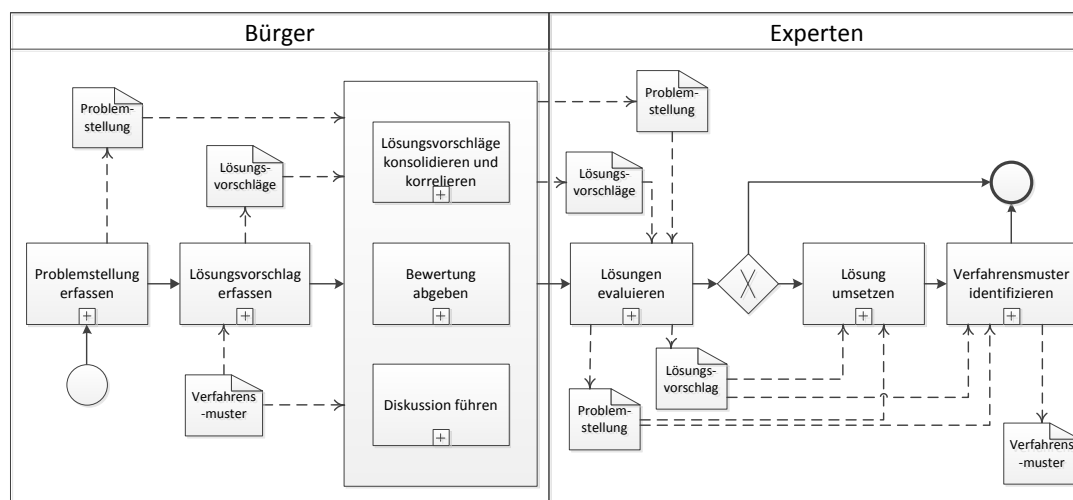 Bürger
Experten
Problem-
stellung
Lösungs-
vorschläge
Problemstellung
erfassen
Lösungsvorschlag
erfassen
Verfahrens
-muster
Lösungsvorschläge
konsolidieren und
korrelieren
Bewertung
abgeben
Diskussion führen
Problem-
stellung
Lösungs-
vorschläge
Lösungen
evaluieren
Lösung
umsetzen
Verfahrensmuster
identifizieren
Lösungs-
vorschlag
Problem-
stellung
Verfahrens
-muster